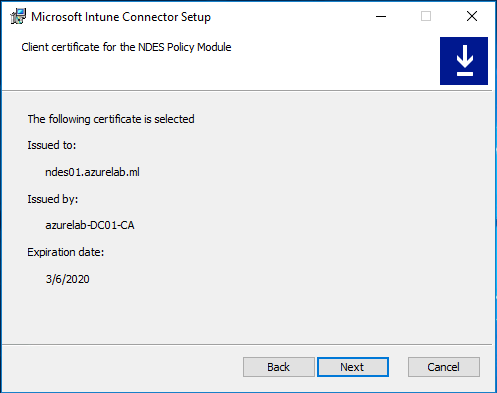 Microsoft Intune Connector Setup
Client certificate for the NDES Policy Module
The following certificate is selected
Issued to:
ndes01.azurelab.ml
Issued by:
azurelab-DC01-CA
Expiration date:
3/6/2020
Back Next Cancel